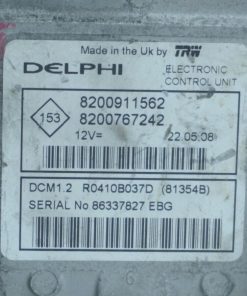 Made in the Uk by TRW
DELPHI
ELECTRONIC
CONTROL UNIT
153
8200911562
8200767242
12V=
22.05.08
DCM1.2 R0410B037D (81354B)
SERIAL No 86337827 EBG